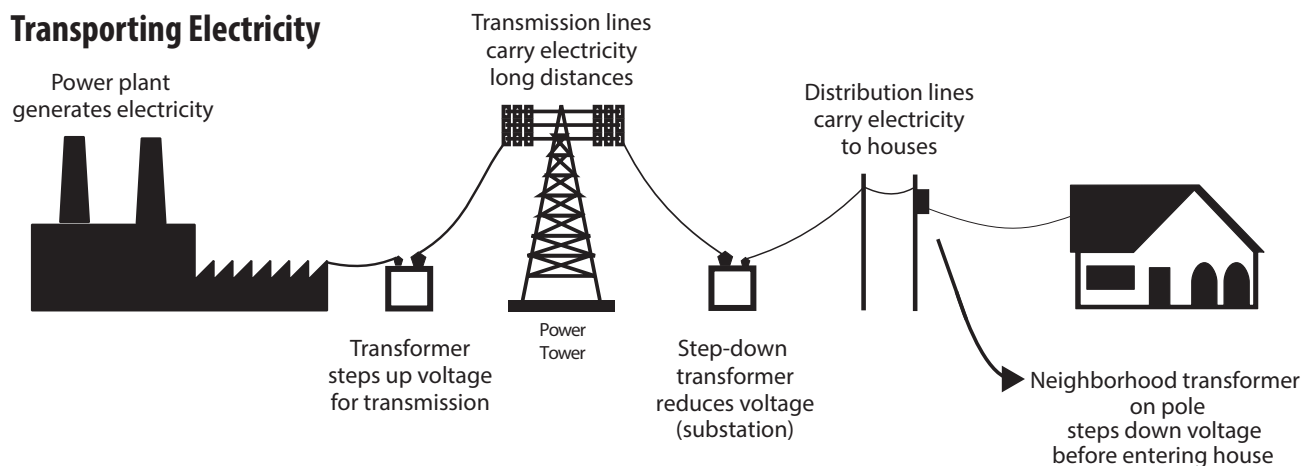 Transporting Electricity
Power plant
generates electricity
Transmission lines
carry electricity
long distances
Distribution lines
carry electricity
to houses
Transformer
steps up voltage
for transmission
Power
Tower
Step-down
transformer
reduces voltage
(substation)
Neighborhood transformer
on pole
steps down voltage
before entering house